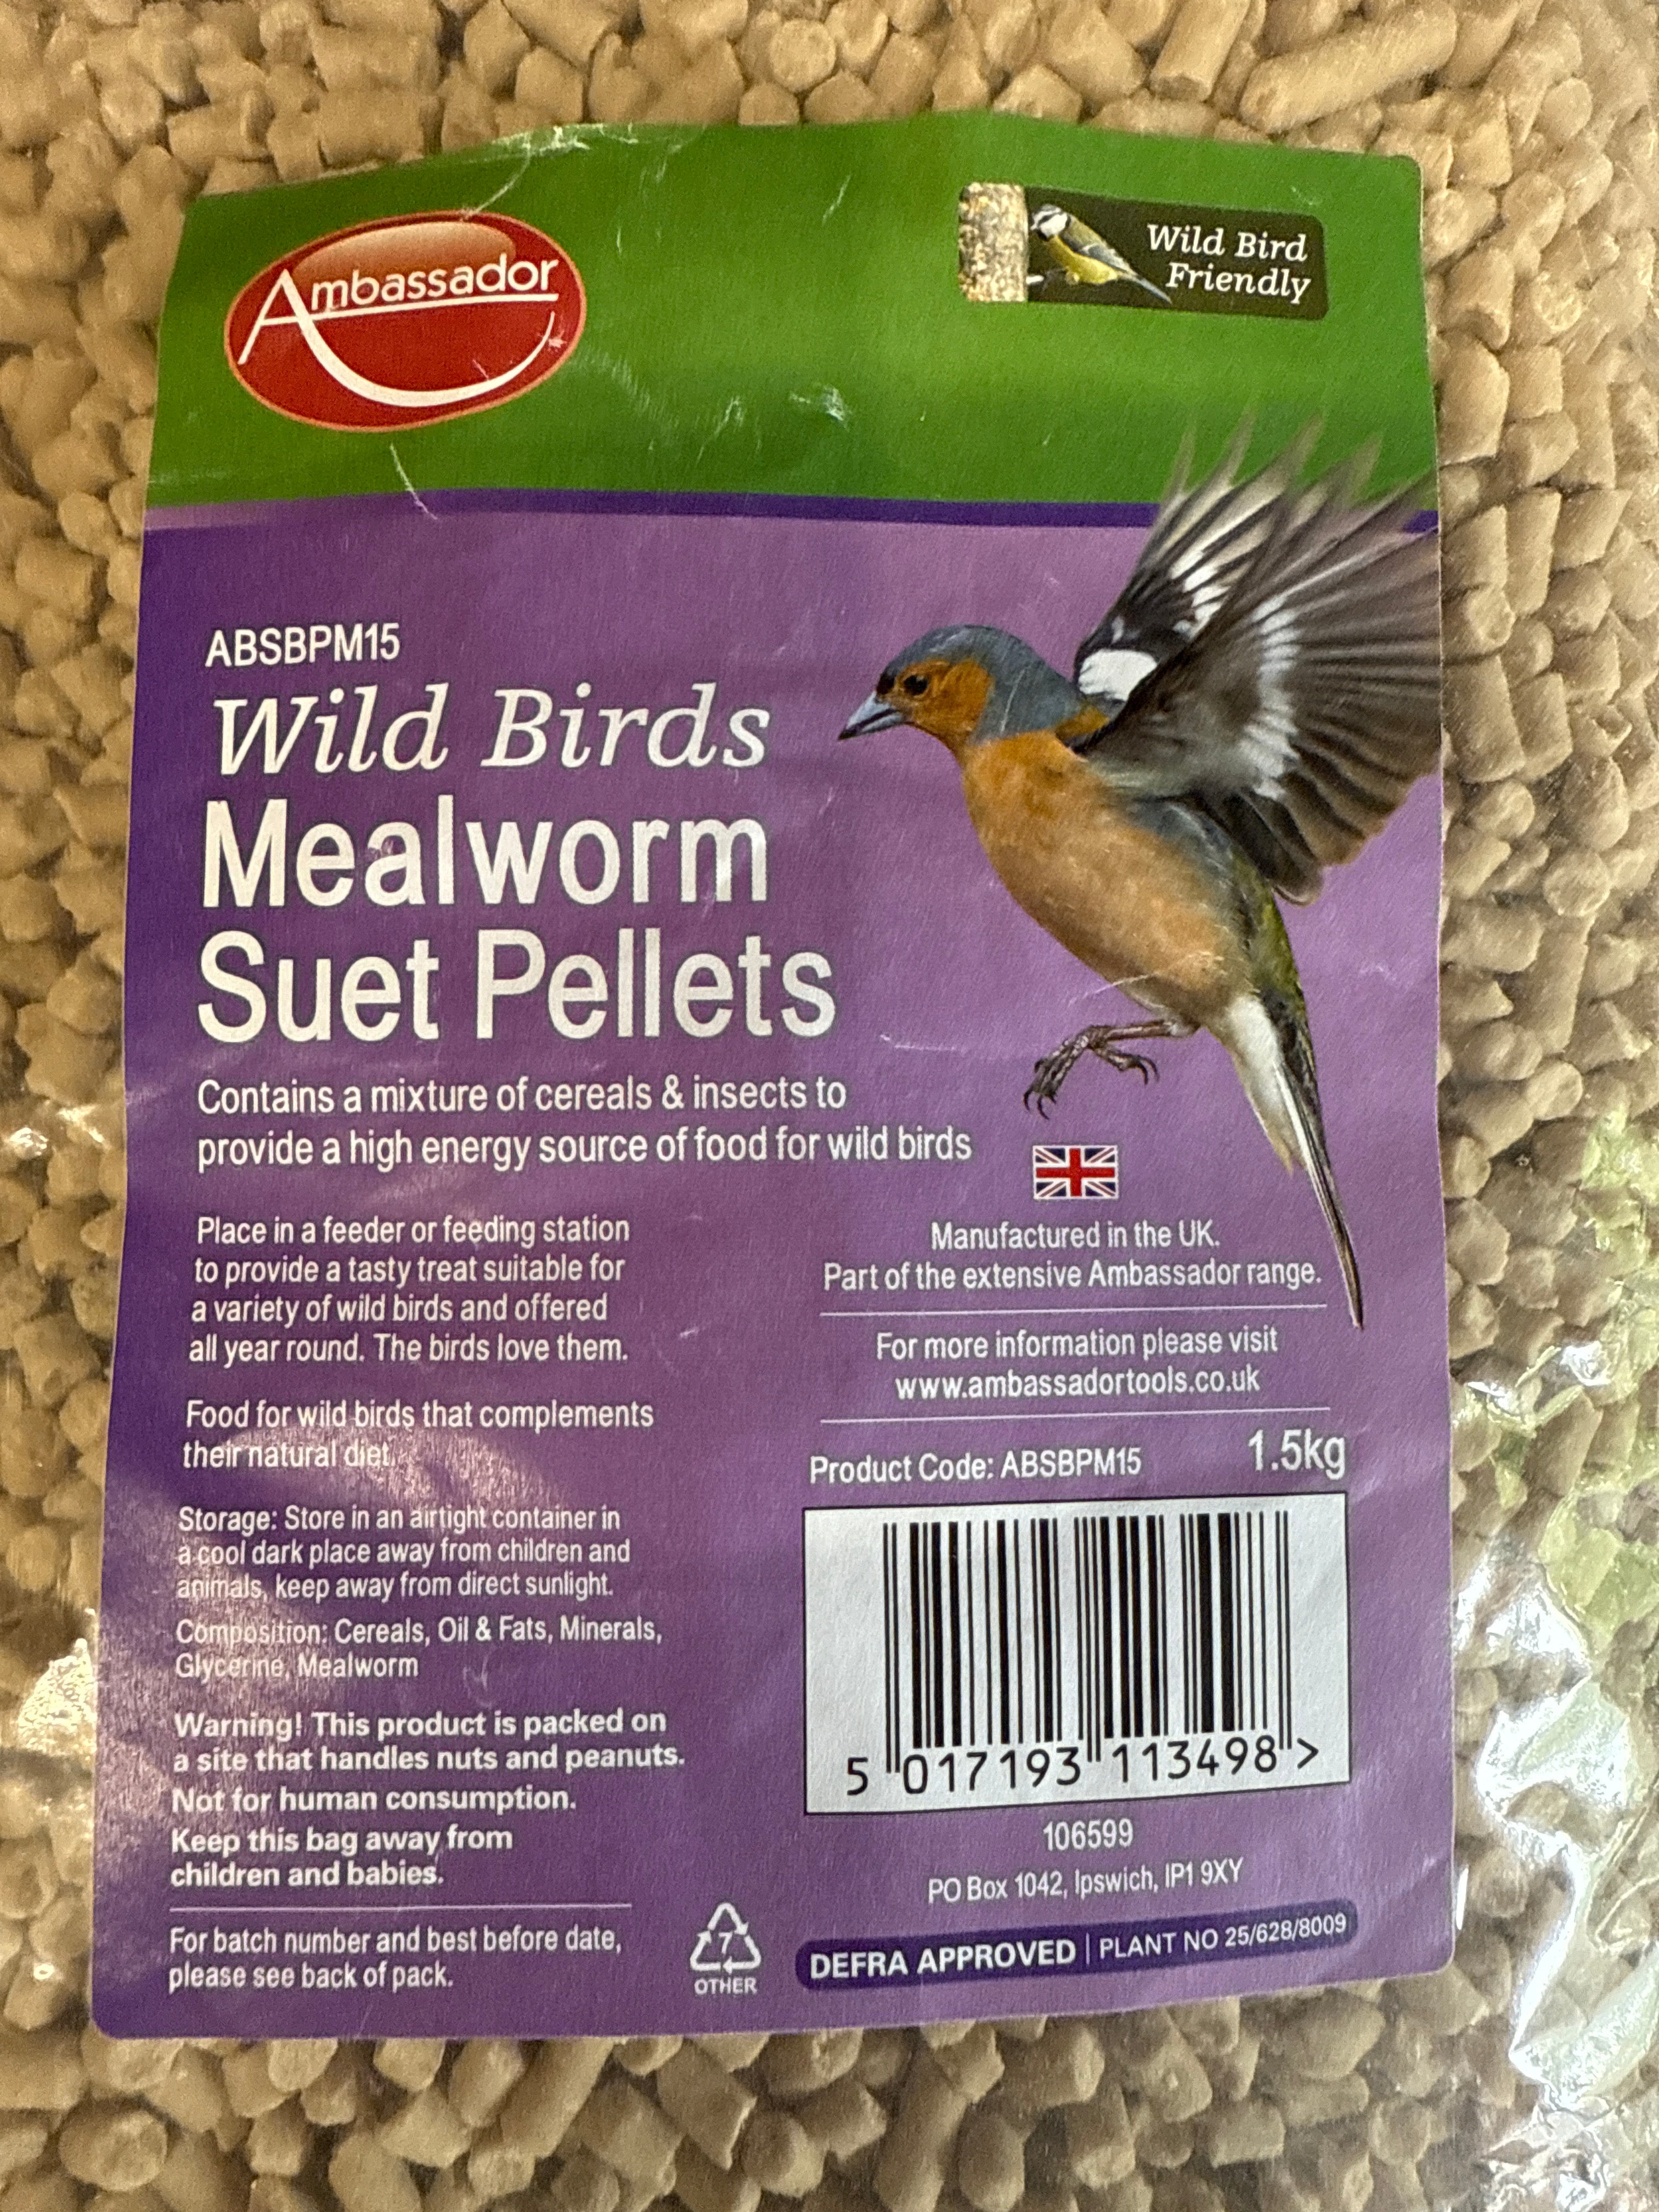 Ambassador
Wild Bird
Friendly
ABSBPM15
Wild Birds
Mealworm
Suet Pellets
Contains a mixture of cereals & insects to
provide a high energy source of food for wild birds
Place in a feeder or feeding station
to provide a tasty treat suitable for
a variety of wild birds and offered
all year round. The birds love them.
Food for wild birds that complements
their natural diet.
Storage: Store in an airtight container in
a cool dark place away from children and
animals, keep away from direct sunlight.
Composition: Cereals, Oil & Fats, Minerals,
Glycerine, Mealworm
Warning! This product is packed on
a site that handles nuts and peanuts.
Not for human consumption.
Keep this bag away from
children and babies.
For batch number and best before date,
please see back of pack.
7
OTHER
Manufactured in the UK.
Part of the extensive Ambassador range.
For more information please visit
www.ambassadortools.co.uk
Product Code: ABSBPM15 1.5kg
5 017193 113498 >
106599
PO Box 1042, Ipswich, IP1 9XY
DEFRA APPROVED | PLANT NO 25/628/8009